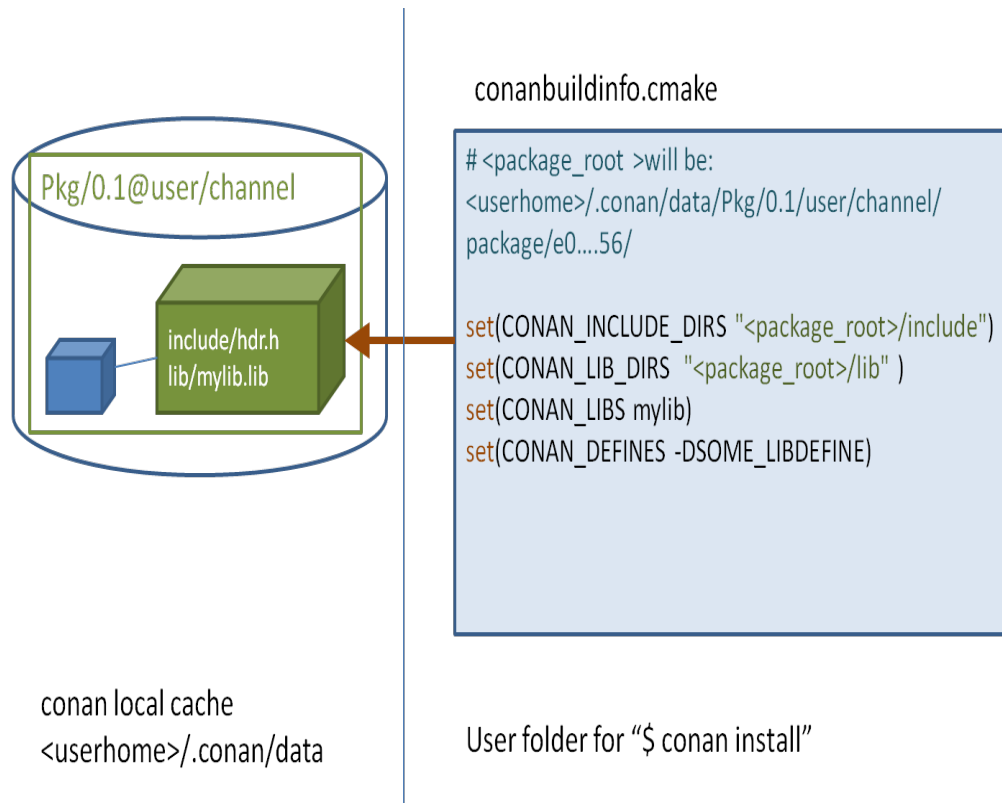 Pkg/0.1@user/channel
include/hdr.h
lib/mylib.lib
conan local cache
<userhome>/.conan/data
conanbuildinfo.cmake
# <package_root >will be:
<userhome>/.conan/data/Pkg/0.1/user/channel/
package/e0....56/
set(CONAN_INCLUDE_DIRS "<package_root>/include")
set(CONAN_LIB_DIRS "<package_root>/lib" )
set(CONAN_LIBS mylib)
set(CONAN_DEFINES -DSOME_LIBDEFINE)
User folder for “$ conan install”